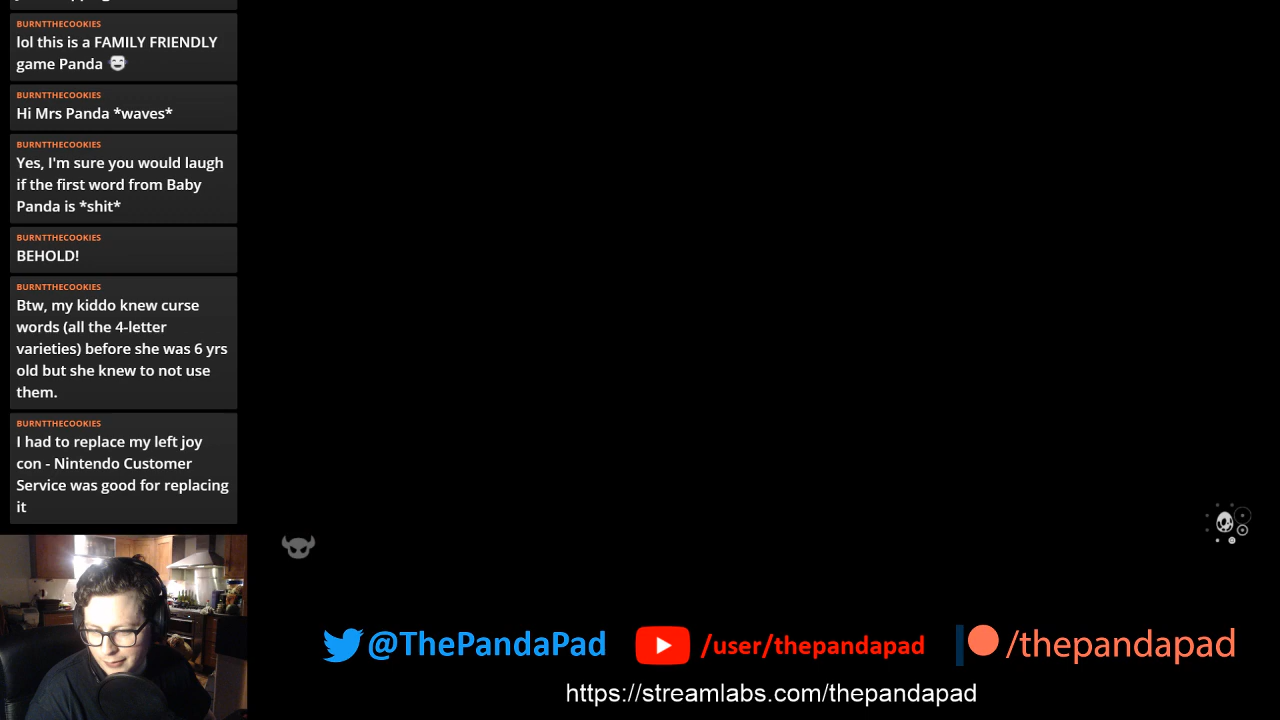 BURNTTHECOOKIES
lol this is a FAMILY FRIENDLY
game Panda
BURNTTHECOOKIES
Hi Mrs Panda *waves*
BURNTTHECOOKIES
Yes, I'm sure you would laugh
if the first word from Baby
Panda is *shit*
BURNTTHECOOKIES
BEHOLD!
BURNTTHECOOKIES
Btw, my kiddo knew curse
words (all the 4-letter
varieties) before she was 6 yrs
old but she knew to not use
them.
BURNTTHECOOKIES
I had to replace my left joy
con - Nintendo Customer
Service was good for replacing
it
@ThePandaPad /user/thepandapad /thepandapad
https://streamlabs.com/thepandapad